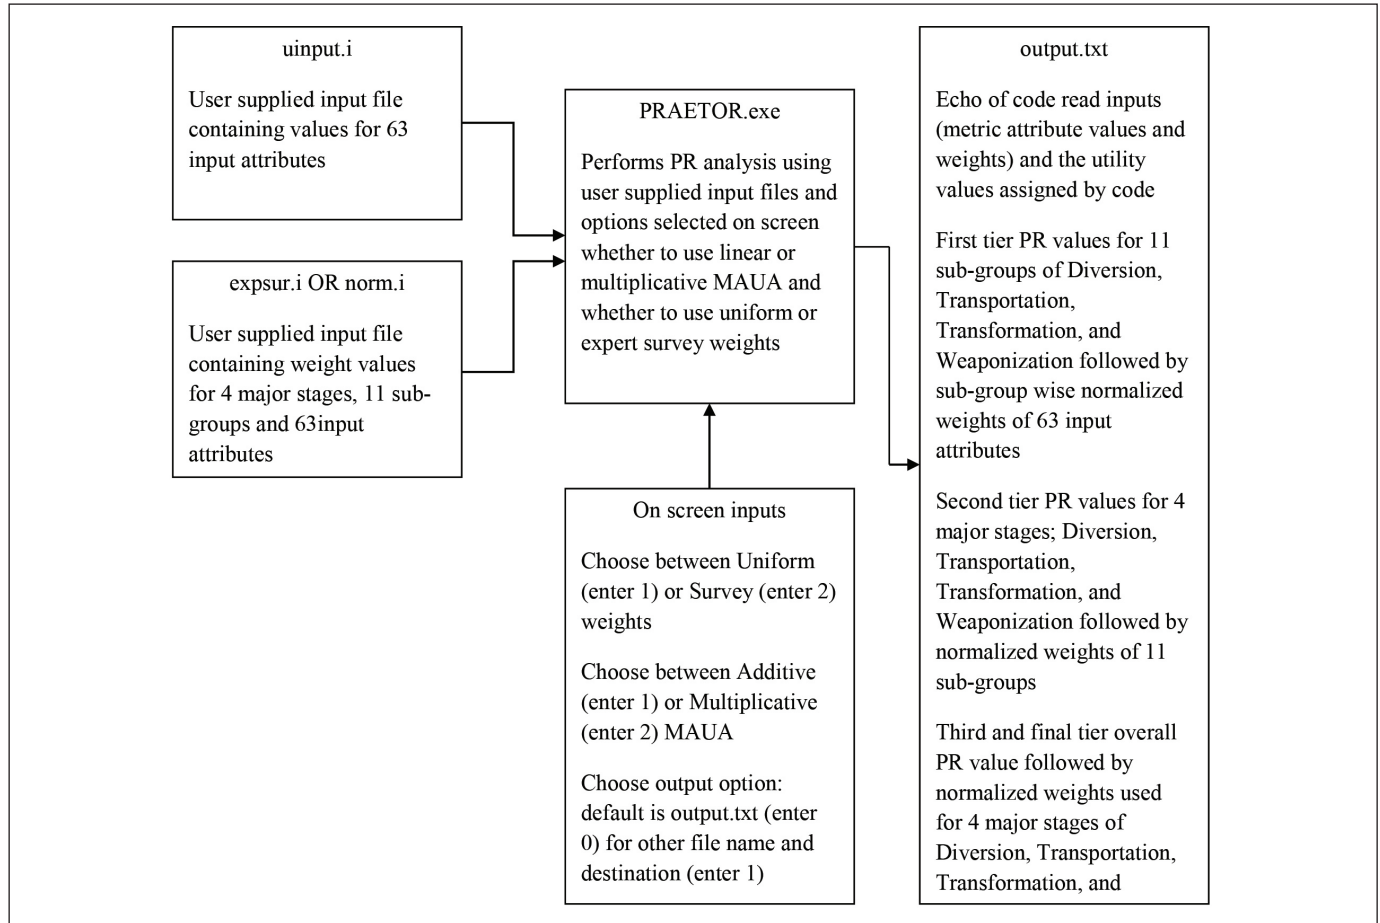 uinput.i
User supplied input file
containing values for 63
input attributes
expsur.i OR norm.i
User supplied input file
containing weight values
for 4 major stages, 11 sub-
groups and 63input
attributes
PRAETOR.exe
Performs PR analysis using
user supplied input files and
options selected on screen
whether to use linear or
multiplicative MAUA and
whether to use uniform or
expert survey weights
On screen inputs
Choose between Uniform
(enter 1) or Survey (enter 2)
weights
Choose between Additive
(enter 1) or Multiplicative
(enter 2) MAUA
Choose output option:
default is output.txt (enter
0) for other file name and
destination (enter 1)
output.txt
Echo of code read inputs
(metric attribute values and
weights) and the utility
values assigned by code
First tier PR values for 11
sub-groups of Diversion,
Transportation,
Transformation, and
Weaponization followed by
sub-group wise normalized
weights of 63 input
attributes
Second tier PR values for 4
major stages; Diversion,
Transportation,
Transformation, and
Weaponization followed by
normalized weights of 11
sub-groups
Third and final tier overall
PR value followed by
normalized weights used
for 4 major stages of
Diversion, Transportation,
Transformation, and